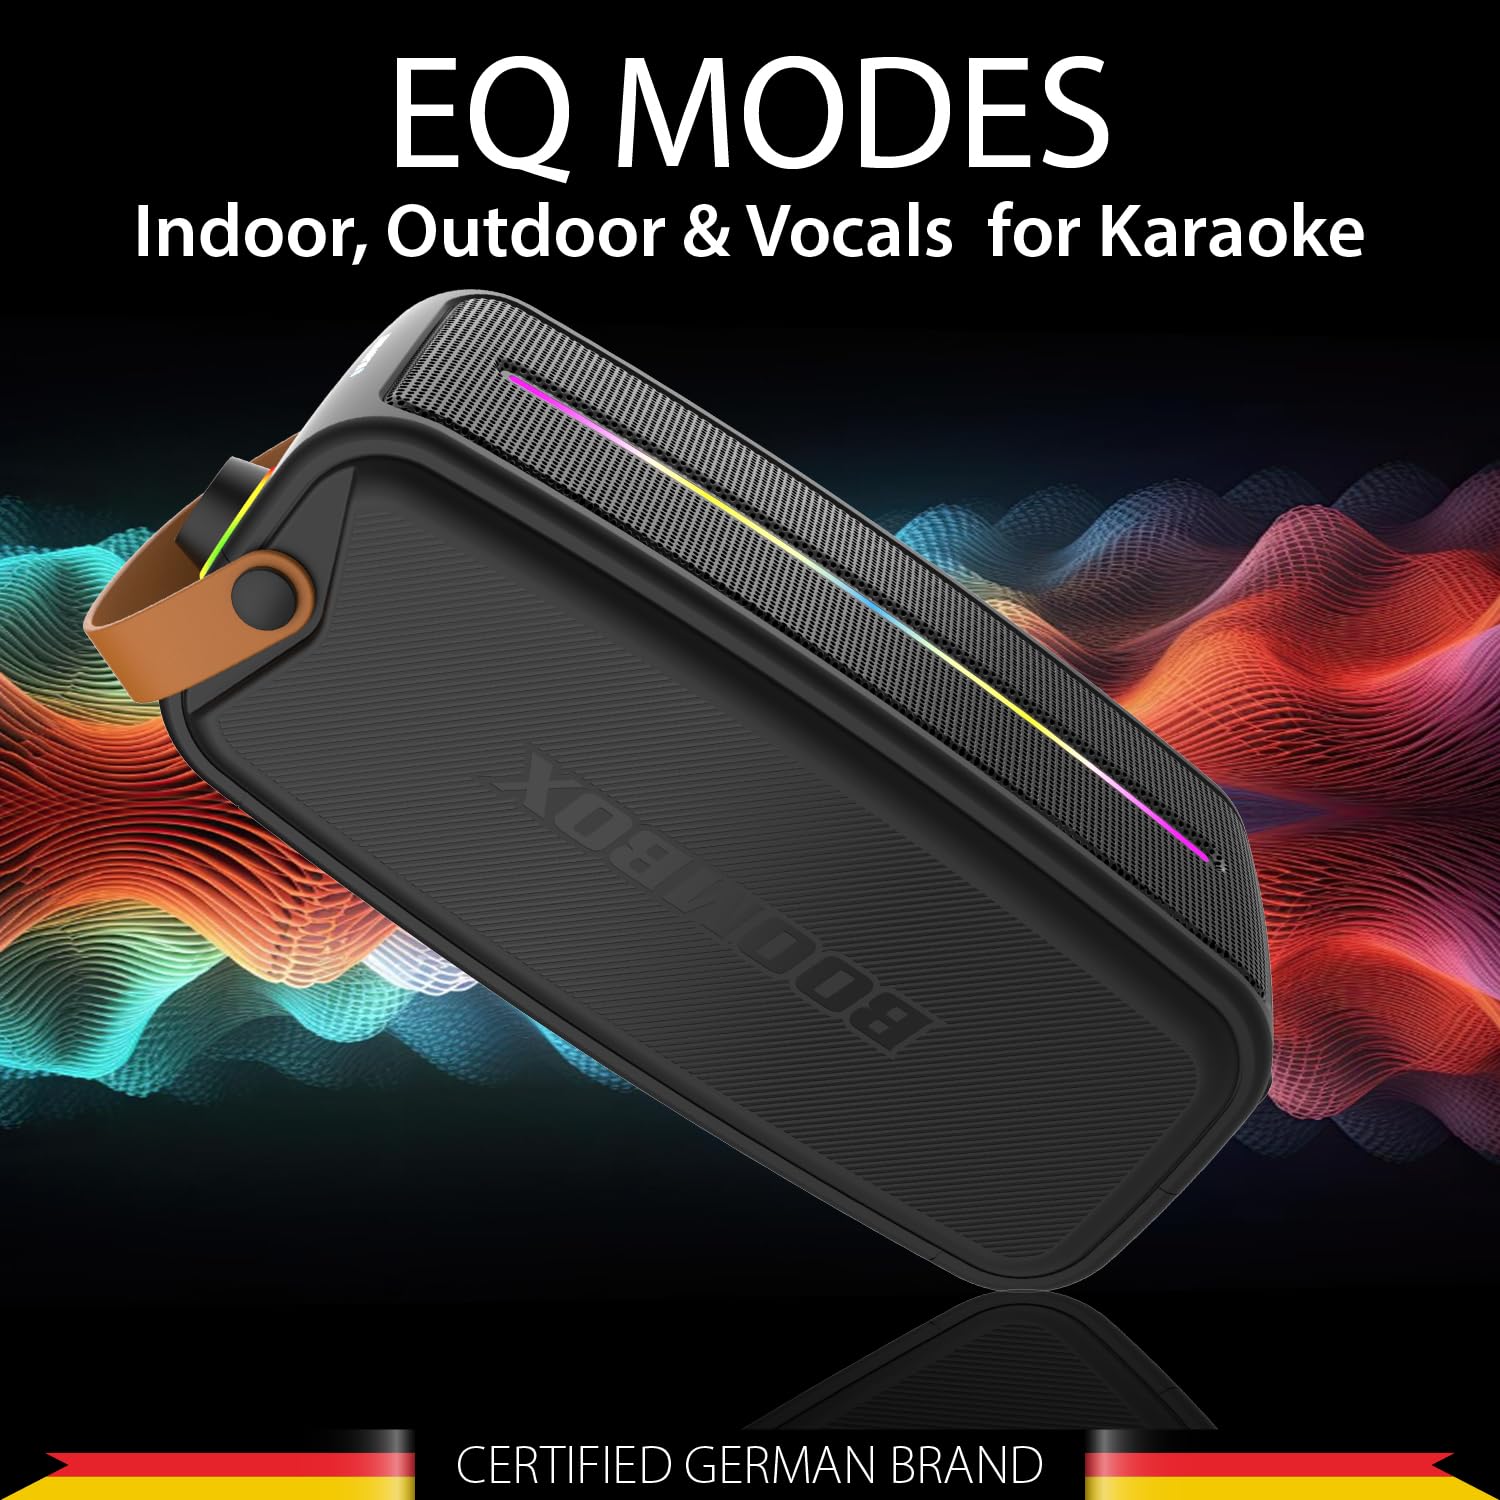 EQ MODES
Indoor, Outdoor & Vocals for Karaoke
BOOMBOX
CERTIFIED GERMAN BRAND